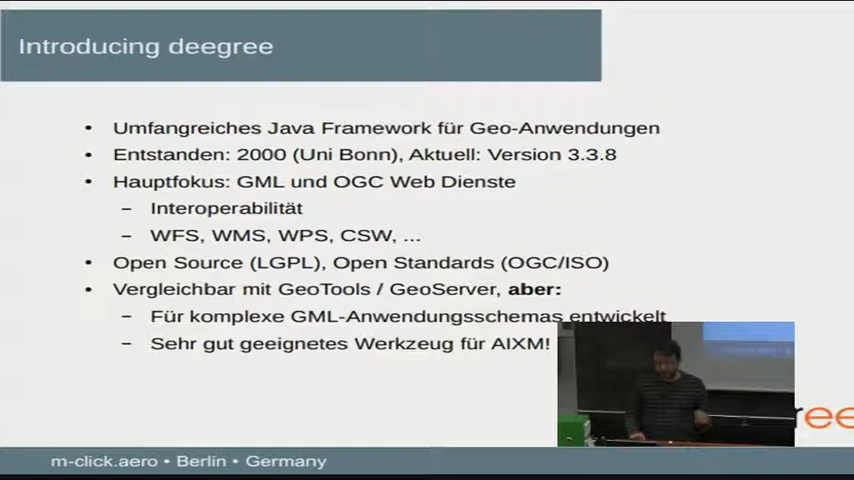 Introducing deegree
• Umfangreiches Java Framework für Geo-Anwendungen
• Entstanden: 2000 (Uni Bonn), Aktuell: Version 3.3.8
• Hauptfokus: GML und OGC Web Dienste
– Interoperabilität
– WFS, WMS, WPS, CSW, ...
• Open Source (LGPL), Open Standards (OGC/ISO)
• Vergleichbar mit GeoTools / GeoServer, aber:
– Für komplexe GML-Anwendungsschemas entwickelt
– Sehr gut geeignetes Werkzeug für AIXM!
m-click.aero • Berlin • Germany